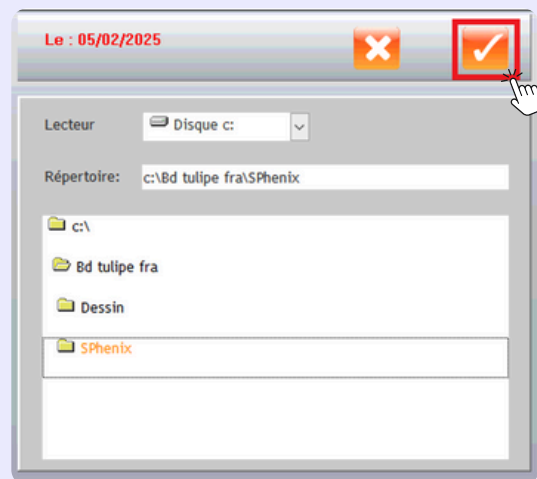 Le : 05/02/2025
Lecteur Disque c:
Répertoire: c:\Bd tulipe fra\SPhenix
c:\
Bd tulipe fra
Dessin
SPhenix